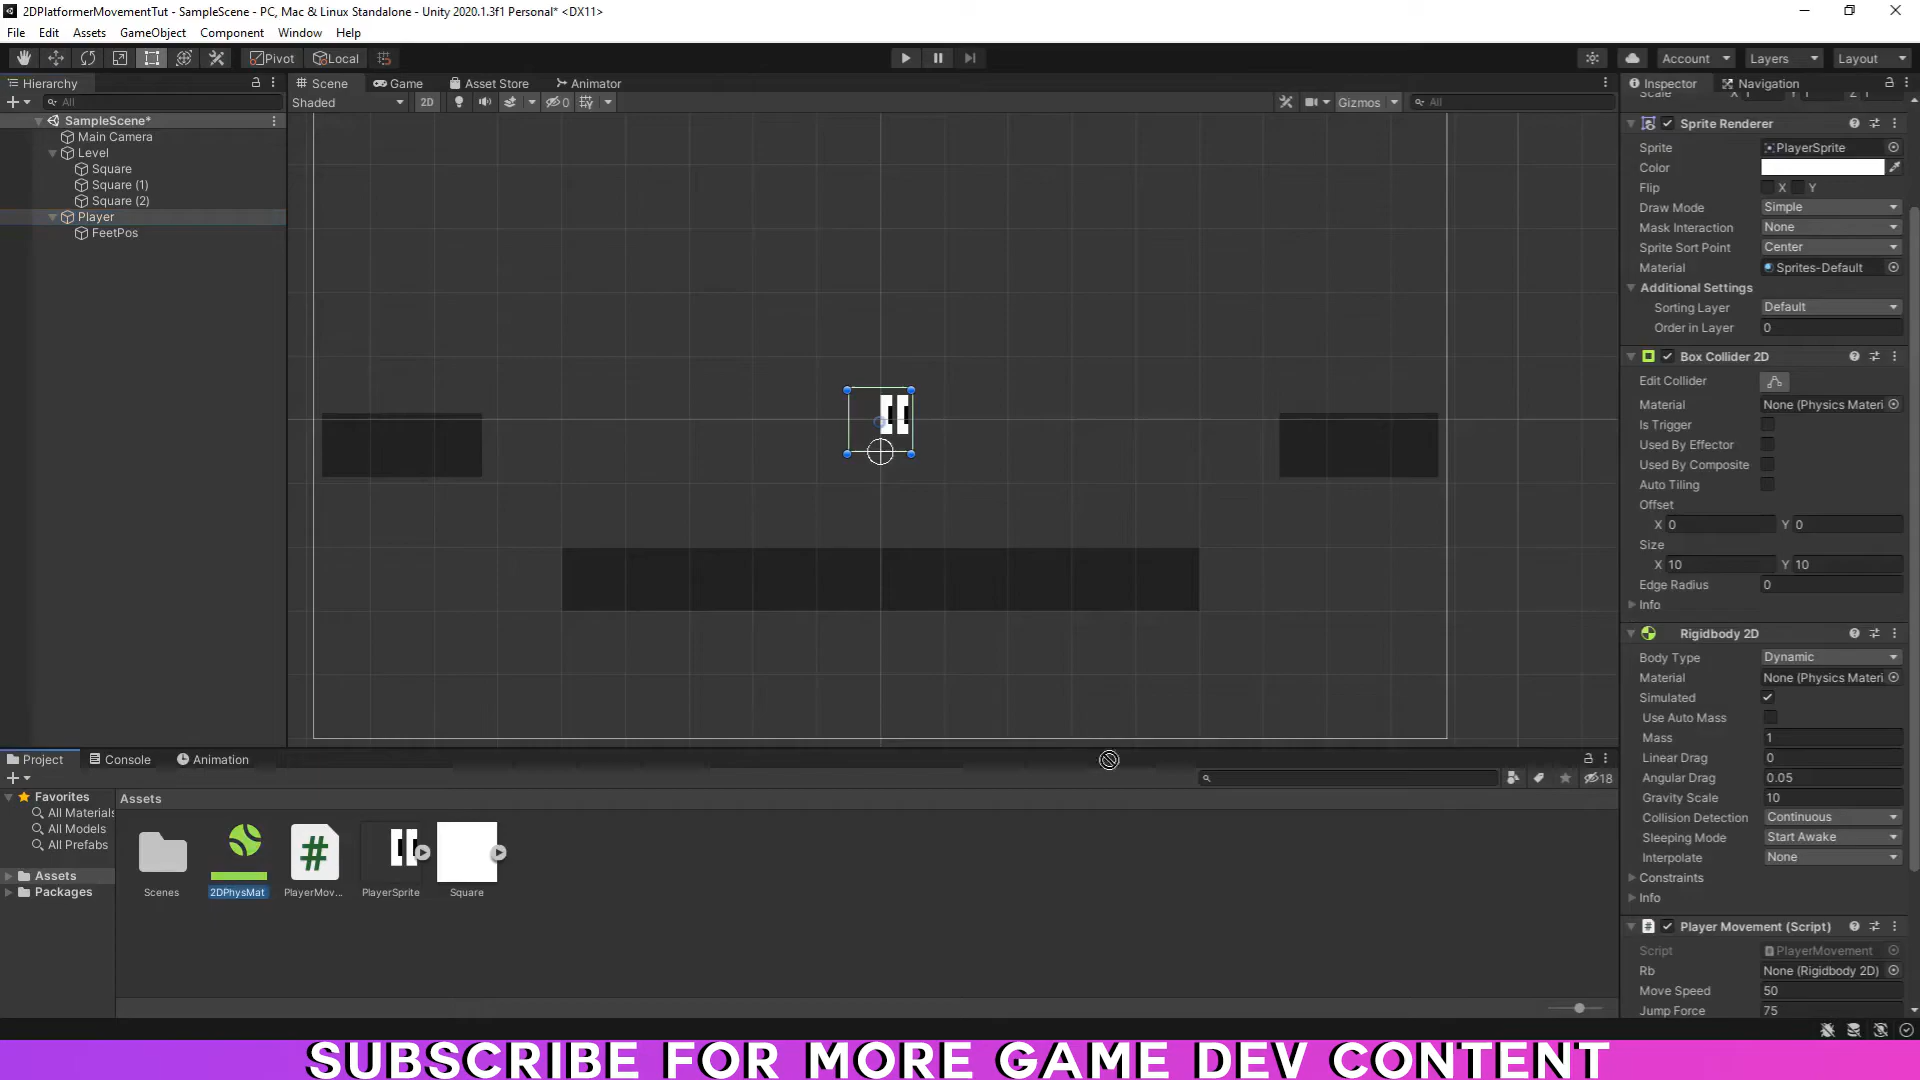 2DPlatformerMovementTut - SampleScene - PC, Mac & Linux Standalone - Unity 2020.1.3f1 Personal* <DX11>
File Edit Assets GameObject Component Window Help
Pivot Local Account Layers Layout
Hierarchy Scene Game Asset Store Animator Inspector Navigation
All Shaded 2D 0 Gizmos All
SampleScene*
Main Camera
Level
Square
Square (1)
Square (2)
Player
FeetPos
Sprite Renderer
Sprite PlayerSprite
Color
Flip X Y
Draw Mode Simple
Mask Interaction None
Sprite Sort Point Center
Material Sprites-Default
Additional Settings
Sorting Layer Default
Order in Layer 0
Box Collider 2D
Edit Collider
Material None (Physics Materi
Is Trigger
Used By Effector
Used By Composite
Auto Tiling
Offset
X 0 Y 0
Size
X 10 Y 10
Edge Radius 0
Info
Rigidbody 2D
Body Type Dynamic
Material None (Physics Materi
Simulated
Use Auto Mass
Mass 1
Linear Drag 0
Angular Drag 0.05
Gravity Scale 10
Collision Detection Continuous
Sleeping Mode Start Awake
Interpolate None
Constraints
Info
Player Movement (Script)
Script PlayerMovement
Rb None (Rigidbody 2D)
Move Speed 50
Jump Force 75
Project Console Animation
18
Favorites
All Materials
All Models
All Prefabs
Assets
Packages
Assets
Scenes 2DPhysMat PlayerMov... PlayerSprite Square
SUBSCRIBE FOR MORE GAME DEV CONTENT